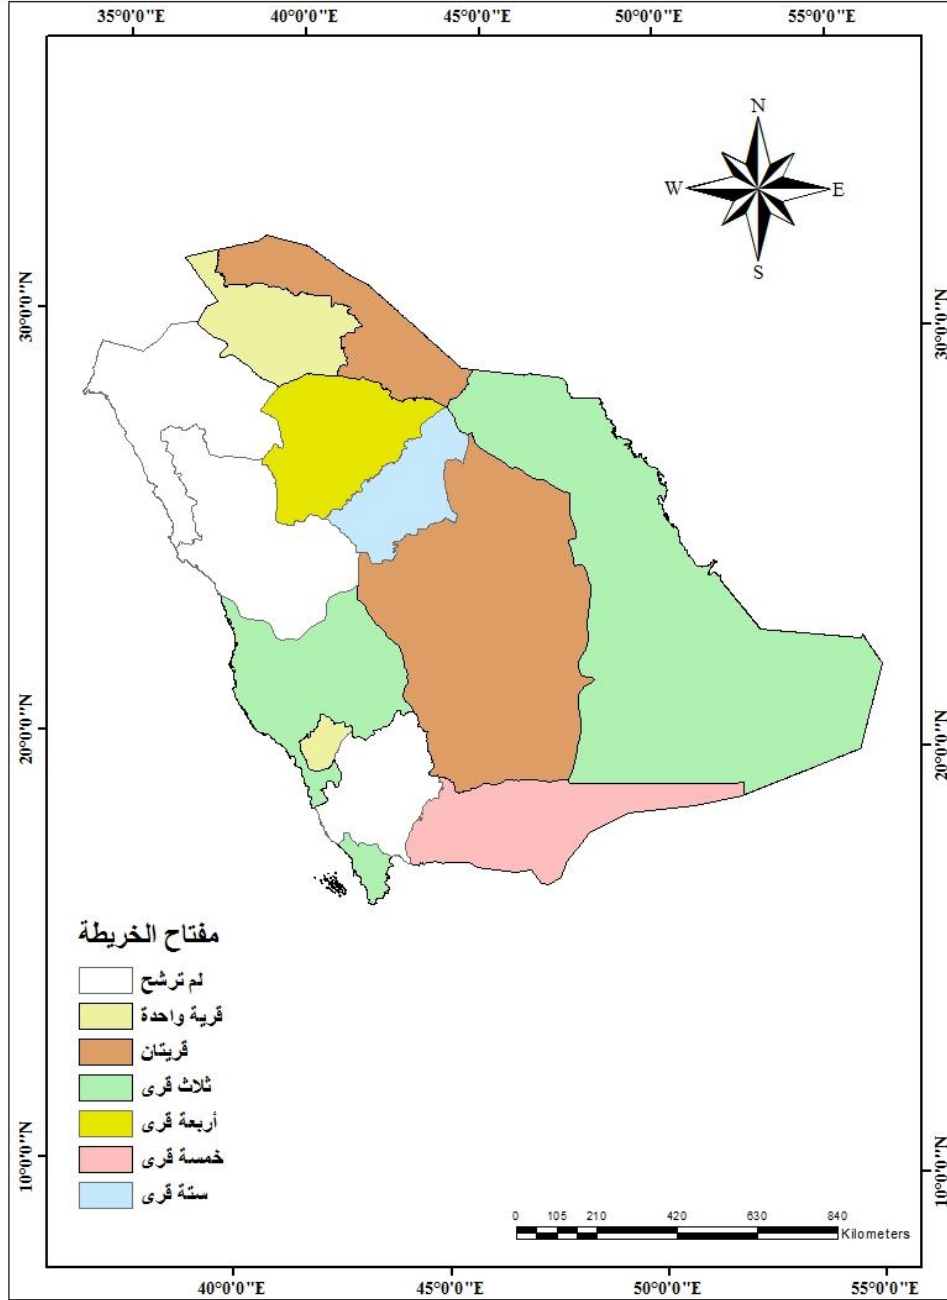 35°0'0"E 40°0'0"E 45°0'0"E 50°0'0"E 55°0'0"E
N
W E
S
30°0'0"N 30°0'0"N
20°0'0"N 20°0'0"N
مفتاح الخريطة
لم ترشح
قرية واحدة
قريتان
ثلاث قرى
أربعة قرى
خمسة قرى
ستة قرى
10°0'0"N 10°0'0"N
0 105 210 420 630 840
Kilometers
40°0'0"E 45°0'0"E 50°0'0"E 55°0'0"E